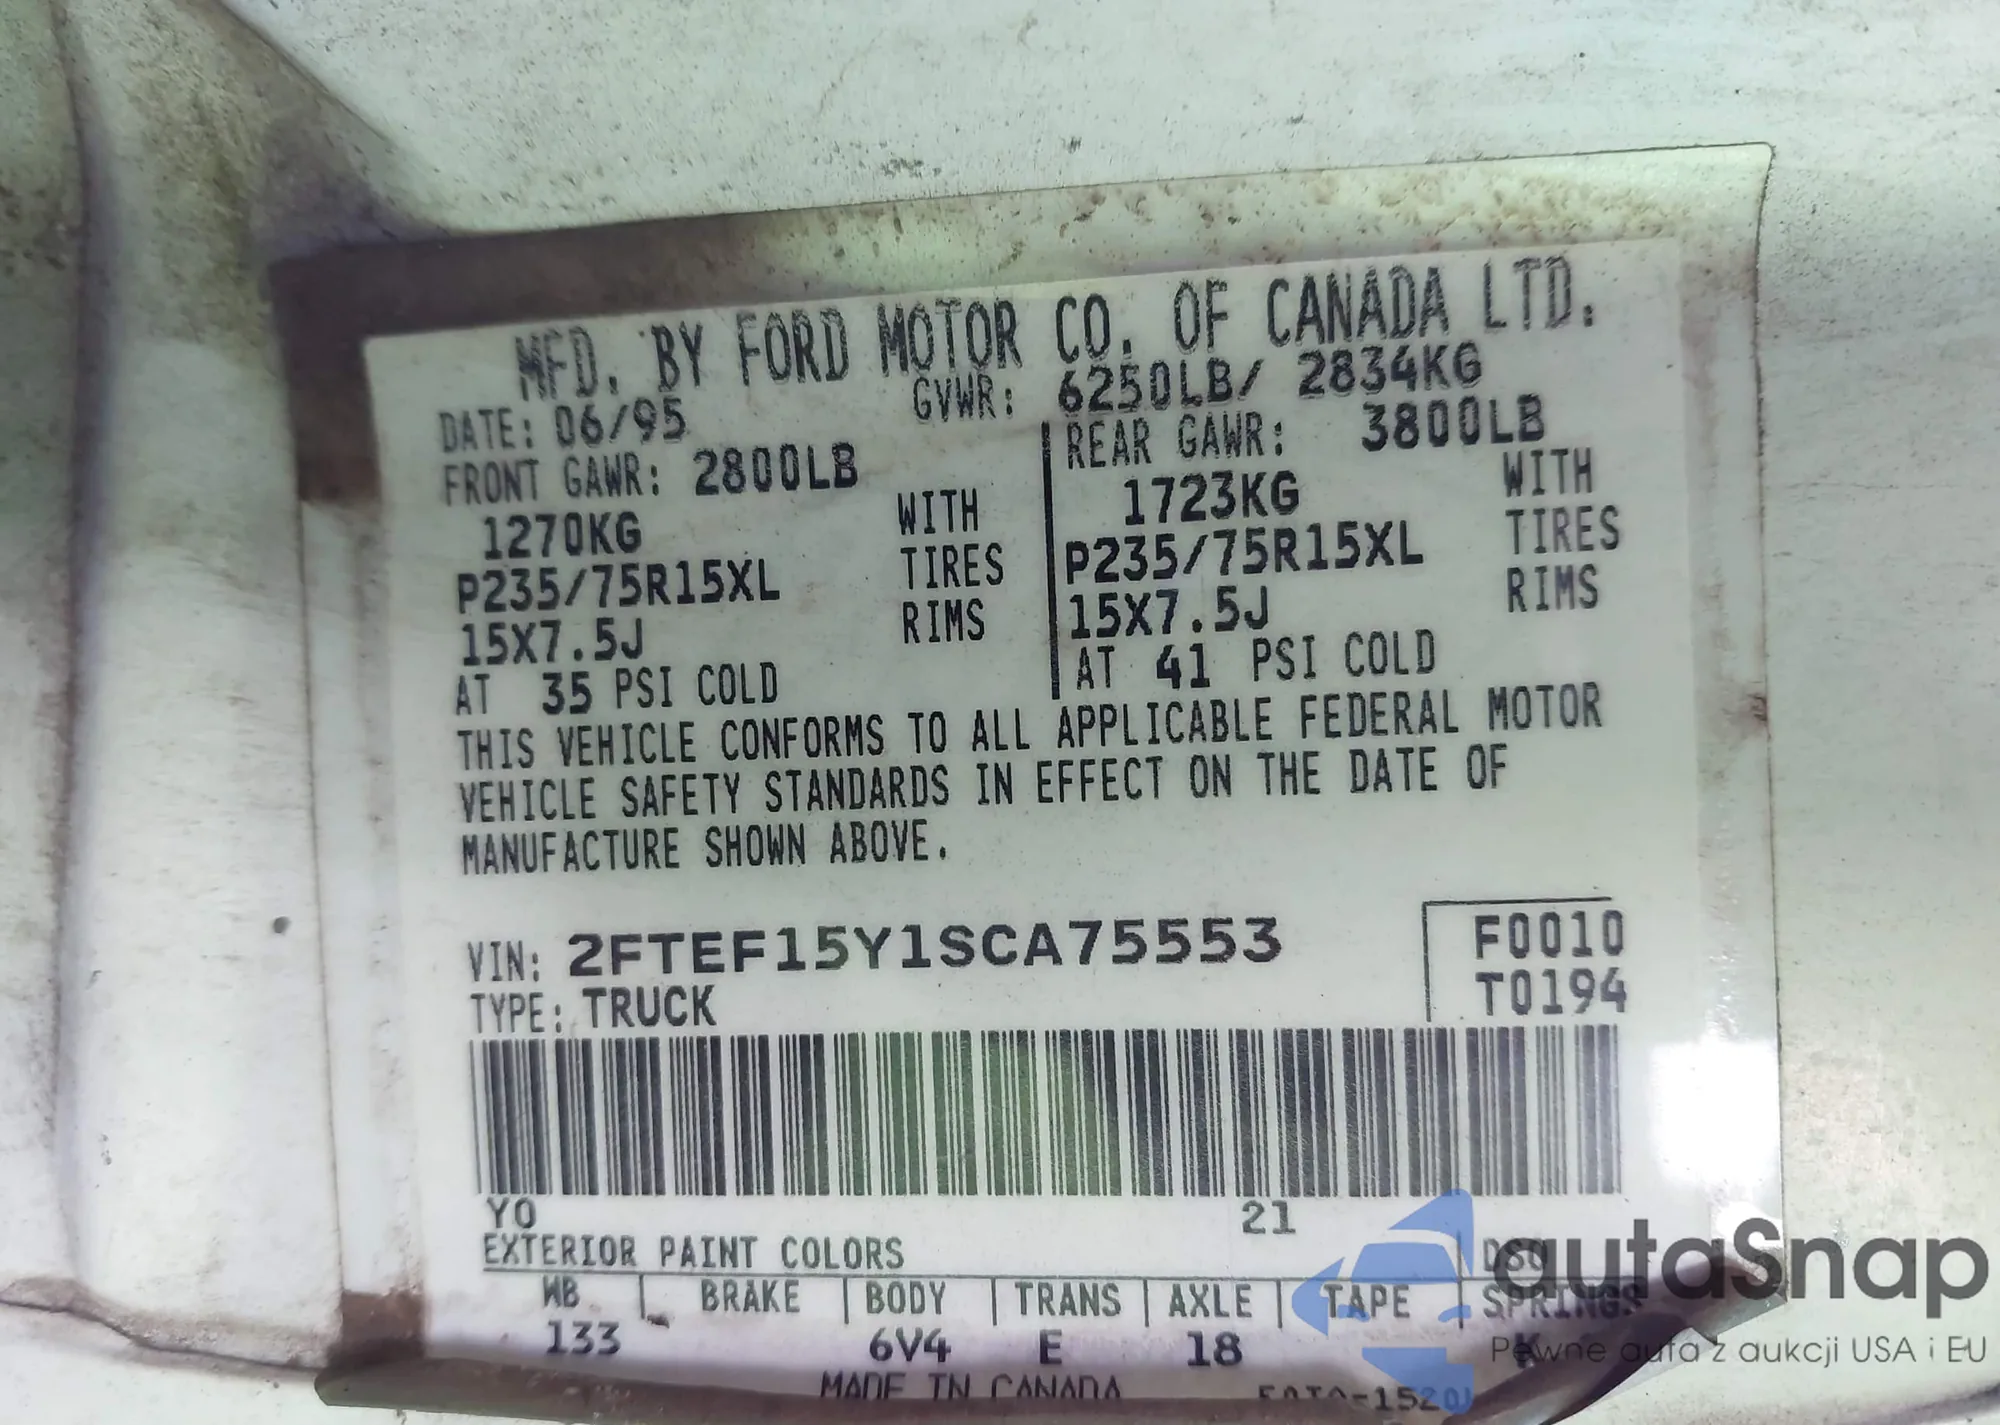 MFD. BY FORD MOTOR CO. OF CANADA LTD.
DATE: 06/95 GVWR: 6250LB/ 2834KG
FRONT GAWR: 2800LB REAR GAWR: 3800LB
1270KG WITH 1723KG WITH
P235/75R15XL TIRES P235/75R15XL TIRES
15X7.5J RIMS 15X7.5J RIMS
AT 35 PSI COLD AT 41 PSI COLD
THIS VEHICLE CONFORMS TO ALL APPLICABLE FEDERAL MOTOR
VEHICLE SAFETY STANDARDS IN EFFECT ON THE DATE OF
MANUFACTURE SHOWN ABOVE.
VIN: 2FTEF15Y1SCA75553 F0010
TYPE: TRUCK T0194
YO 21
EXTERIOR PAINT COLORS DSO
WB BRAKE BODY TRANS AXLE TAPE SPRINGS
133 6V4 E 18 K
MADE IN CANADA
autaSnap
Pewne auta z aukcji USA i EU